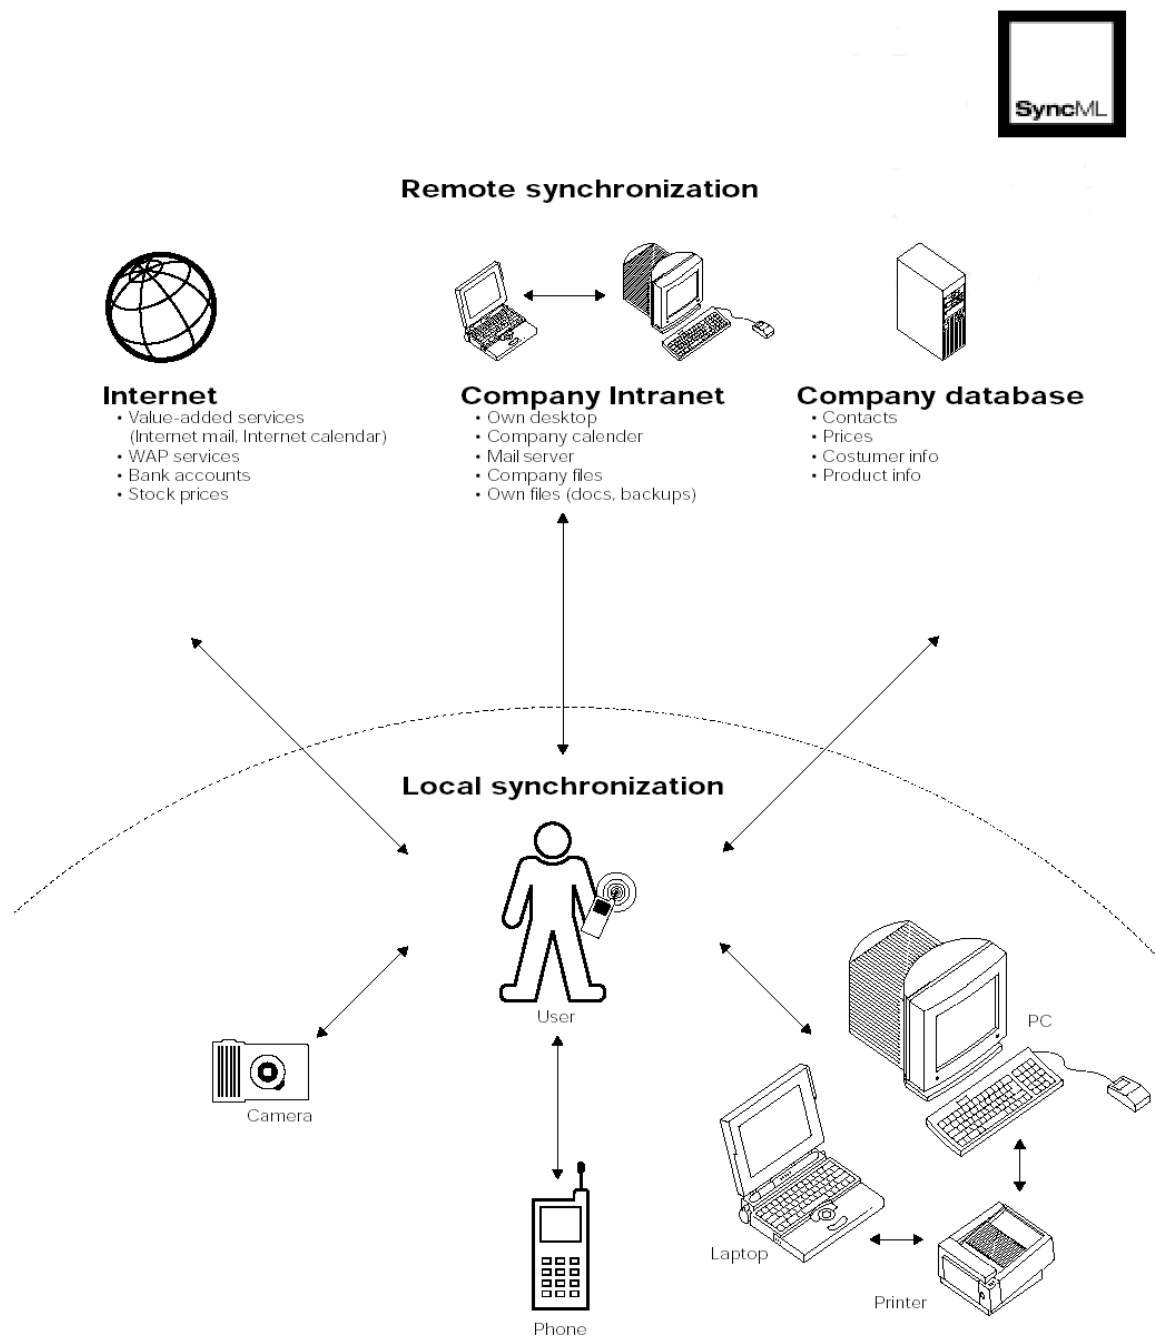 SyncML
Remote synchronization
Internet
• Value-added services
(Internet mail, Internet calendar)
• WAP services
• Bank accounts
• Stock prices
Company Intranet
• Own desktop
• Company calender
• Mail server
• Company files
• Own files (docs, backups)
Company database
• Contacts
• Prices
• Costumer info
• Product info
Local synchronization
User
PC
Camera
Laptop
Printer
Phone